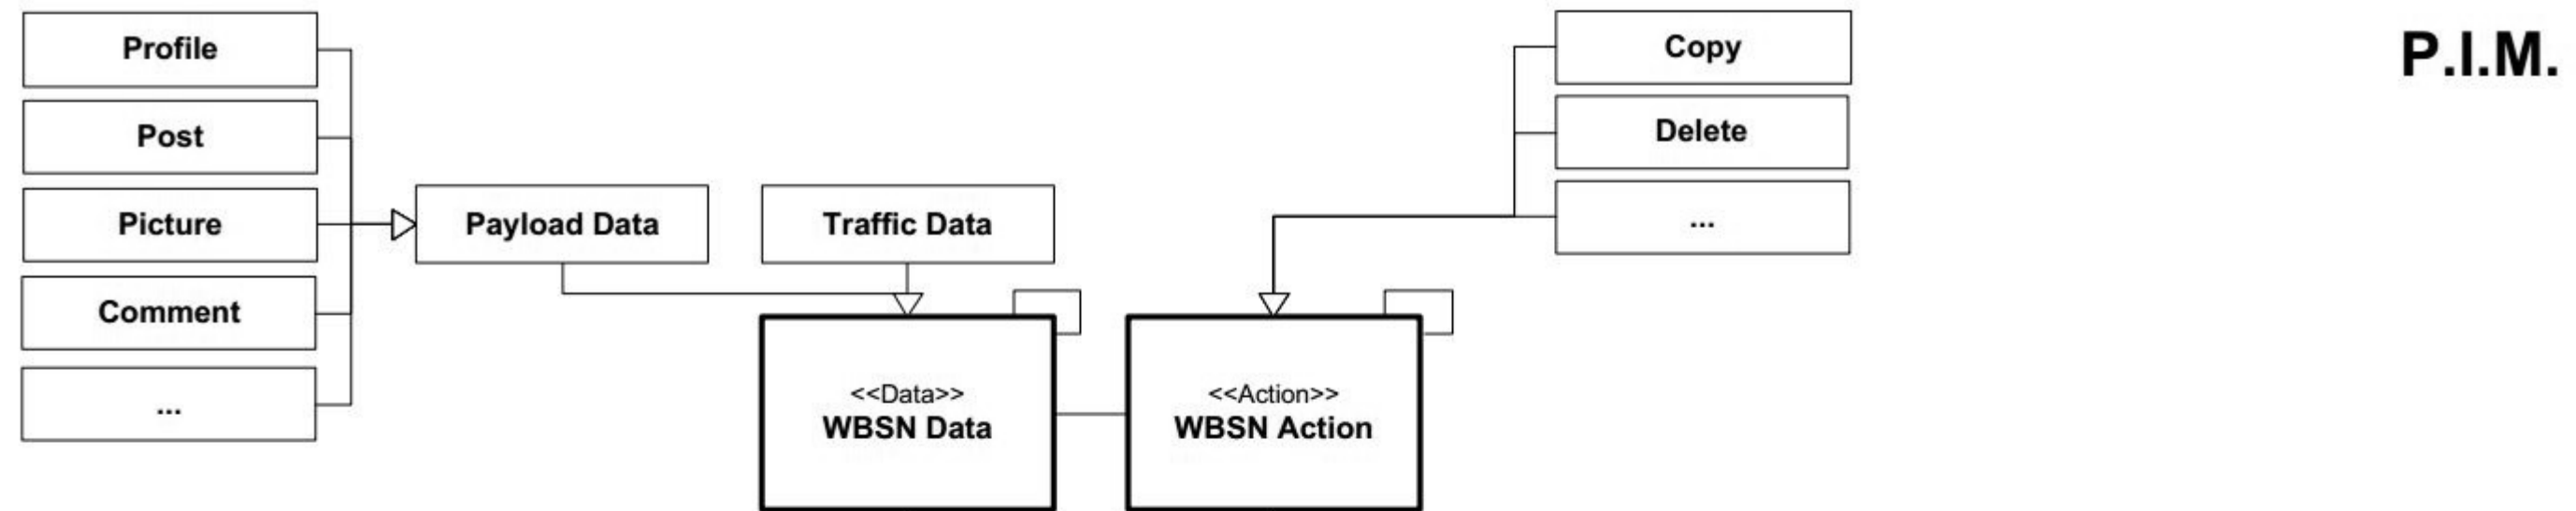 Profile
Post
Picture
Comment
...
Payload Data
Traffic Data
<<Data>>
WBSN Data
<<Action>>
WBSN Action
Copy
Delete
...
P.I.M.